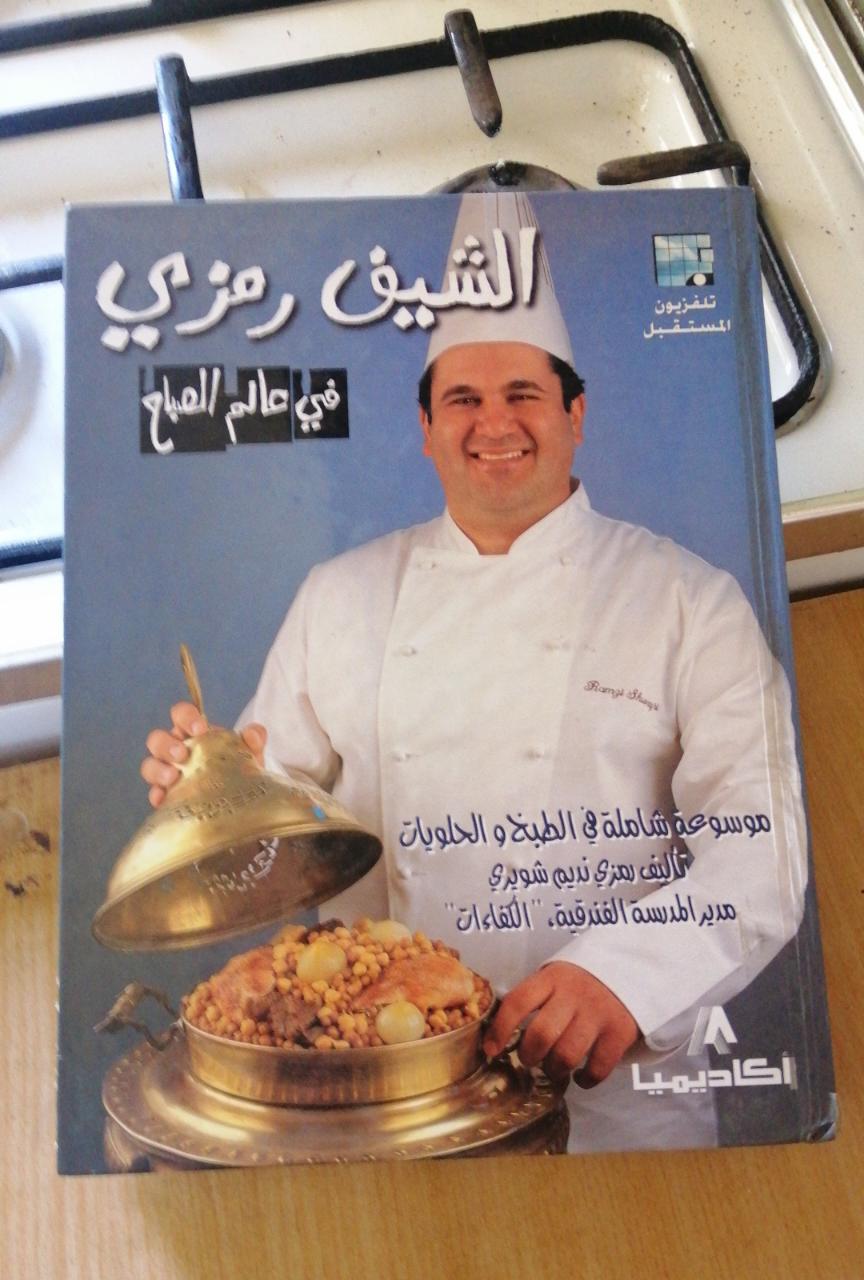 الشيف رمزي
في عالم الصباح
تلفزيون
المستقبل
Ramzi Shwayri
موسوعة شاملة في الطبخ و الحلويات
تأليف رمزي نديم شويري
مدير المدرسة الفندقية، "الكفاءات"
أكاديميا